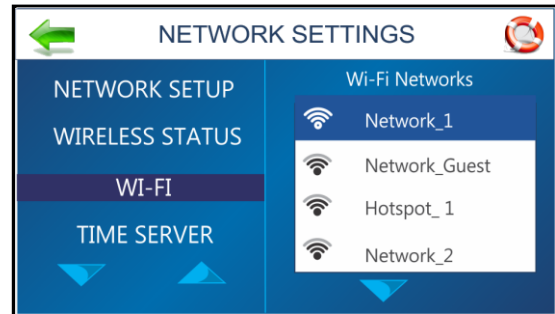 NETWORK SETTINGS
NETWORK SETUP
WIRELESS STATUS
WI-FI
TIME SERVER
Wi-Fi Networks
Network_1
Network_Guest
Hotspot_ 1
Network_2